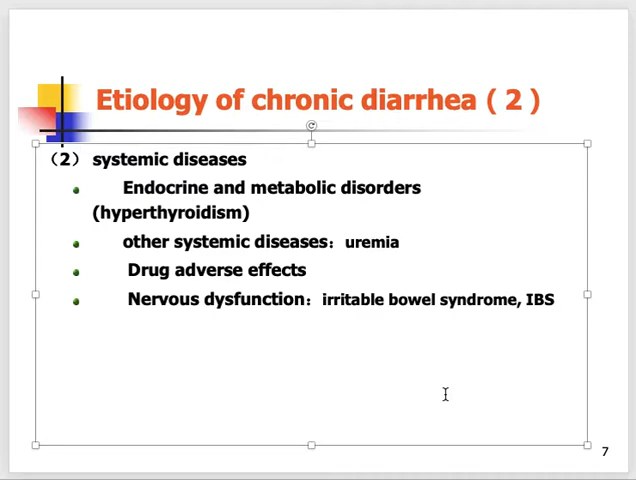 Etiology of chronic diarrhea ( 2 )
（2） systemic diseases
Endocrine and metabolic disorders
(hyperthyroidism)
other systemic diseases：uremia
Drug adverse effects
Nervous dysfunction：irritable bowel syndrome, IBS
7